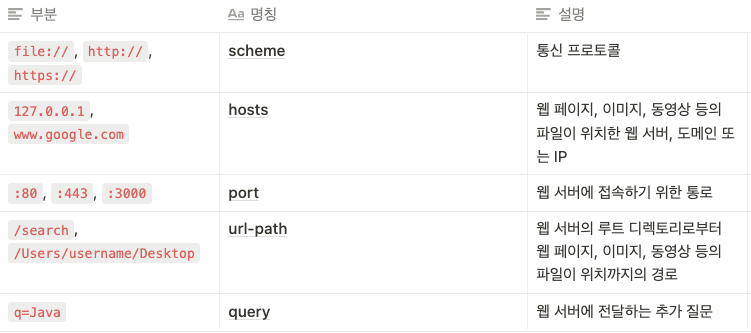 부분 Aa 명칭 설명
file://, http://, scheme 통신 프로토콜
https://
127.0.0.1, hosts 웹 페이지, 이미지, 동영상 등의
www.google.com 파일이 위치한 웹 서버, 도메인 또
는 IP
:80, :443, :3000 port 웹 서버에 접속하기 위한 통로
/search, url-path 웹 서버의 루트 디렉토리로부터
/Users/username/Desktop 웹 페이지, 이미지, 동영상 등의
파일이 위치까지의 경로
q=Java query 웹 서버에 전달하는 추가 질문